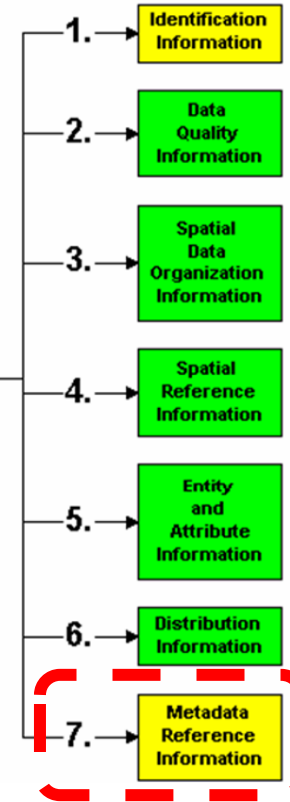 1.
Identification
Information
2.
Data
Quality
Information
3.
Spatial
Data
Organization
Information
4.
Spatial
Reference
Information
5.
Entity
and
Attribute
Information
6.
Distribution
Information
7.
Metadata
Reference
Information